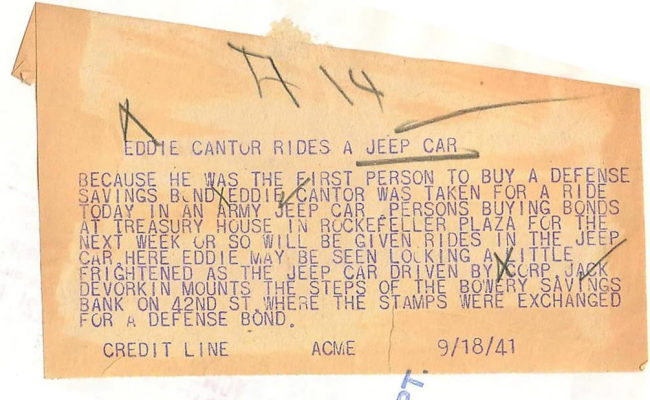 A 14
EDDIE CANTOR RIDES A JEEP CAR
BECAUSE HE WAS THE FIRST PERSON TO BUY A DEFENSE
SAVINGS BOND EDDIE CANTOR WAS TAKEN FOR A RIDE
TODAY IN AN ARMY JEEP CAR .PERSONS BUYING BONDS
AT TREASURY HOUSE IN ROCKEFELLER PLAZA FOR THE
NEXT WEEK OR SO WILL BE GIVEN RIDES IN THE JEEP
CAR.HERE EDDIE MAY BE SEEN LOOKING A LITTLE
FRIGHTENED AS THE JEEP CAR DRIVEN BY CORP JACK
DEVORKIN MOUNTS THE STEPS OF THE BOWERY SAVINGS
BANK ON 42ND ST.WHERE THE STAMPS WERE EXCHANGED
FOR A DEFENSE BOND.
CREDIT LINE ACME 9/18/41
PT.